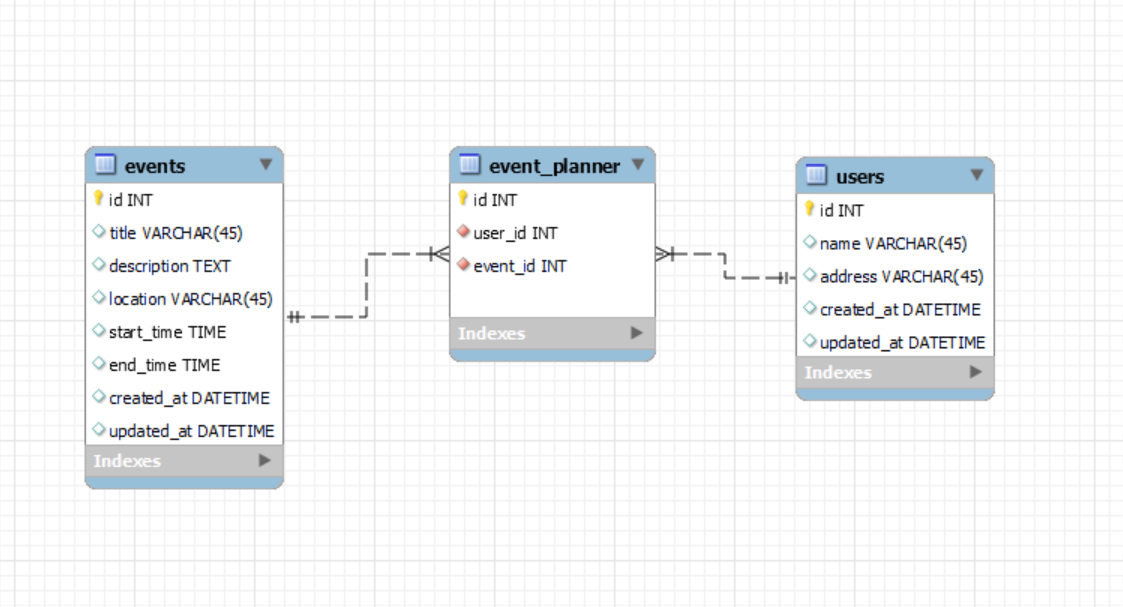 events
id INT
title VARCHAR(45)
description TEXT
location VARCHAR(45)
start_time TIME
end_time TIME
created_at DATETIME
updated_at DATETIME
Indexes
event_planner
id INT
user_id INT
event_id INT
Indexes
users
id INT
name VARCHAR(45)
address VARCHAR(45)
created_at DATETIME
updated_at DATETIME
Indexes